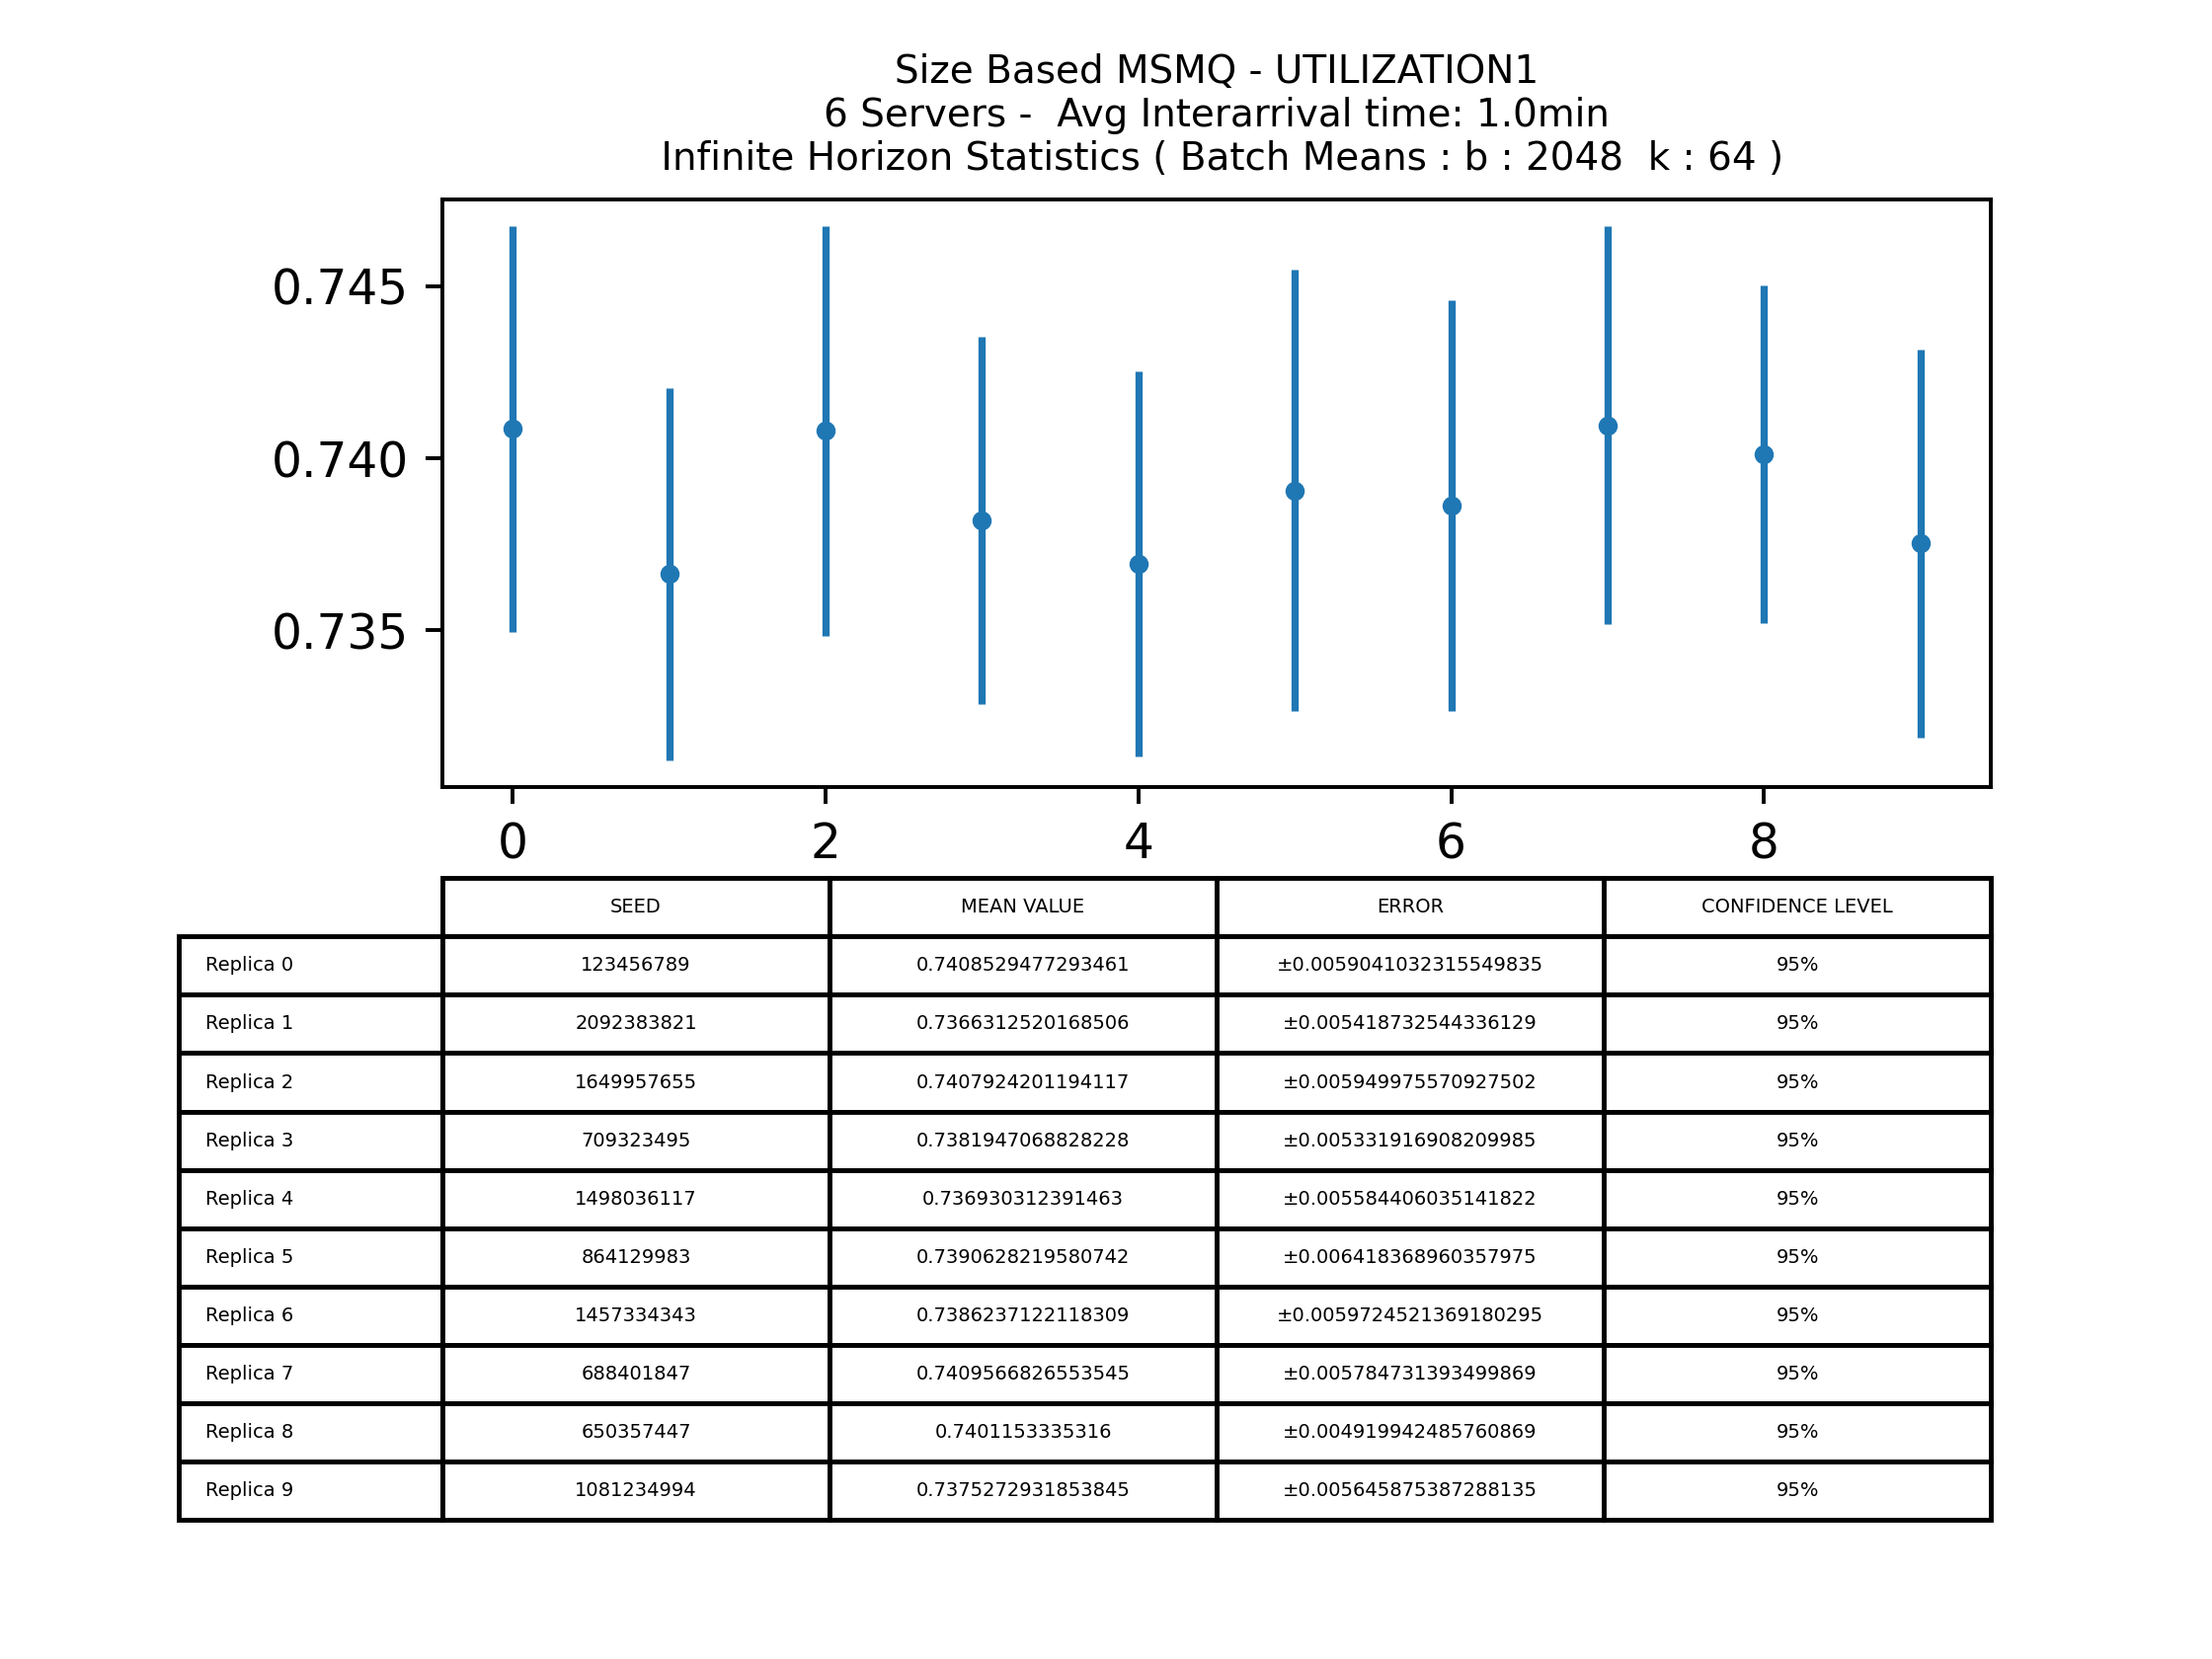 Size Based MSMQ - UTILIZATION1
6 Servers -  Avg Interarrival time: 1.0min
Infinite Horizon Statistics ( Batch Means : b : 2048  k : 64 )
0.745
0.740
0.735
0 2 4 6 8
SEED MEAN VALUE ERROR CONFIDENCE LEVEL
Replica 0 123456789 0.7408529477293461 ±0.0059041032315549835 95%
Replica 1 2092383821 0.7366312520168506 ±0.005418732544336129 95%
Replica 2 1649957655 0.7407924201194117 ±0.005949975570927502 95%
Replica 3 709323495 0.7381947068828228 ±0.005331916908209985 95%
Replica 4 1498036117 0.736930312391463 ±0.005584406035141822 95%
Replica 5 864129983 0.7390628219580742 ±0.006418368960357975 95%
Replica 6 1457334343 0.7386237122118309 ±0.0059724521369180295 95%
Replica 7 688401847 0.7409566826553545 ±0.005784731393499869 95%
Replica 8 650357447 0.7401153335316 ±0.004919942485760869 95%
Replica 9 1081234994 0.7375272931853845 ±0.005645875387288135 95%